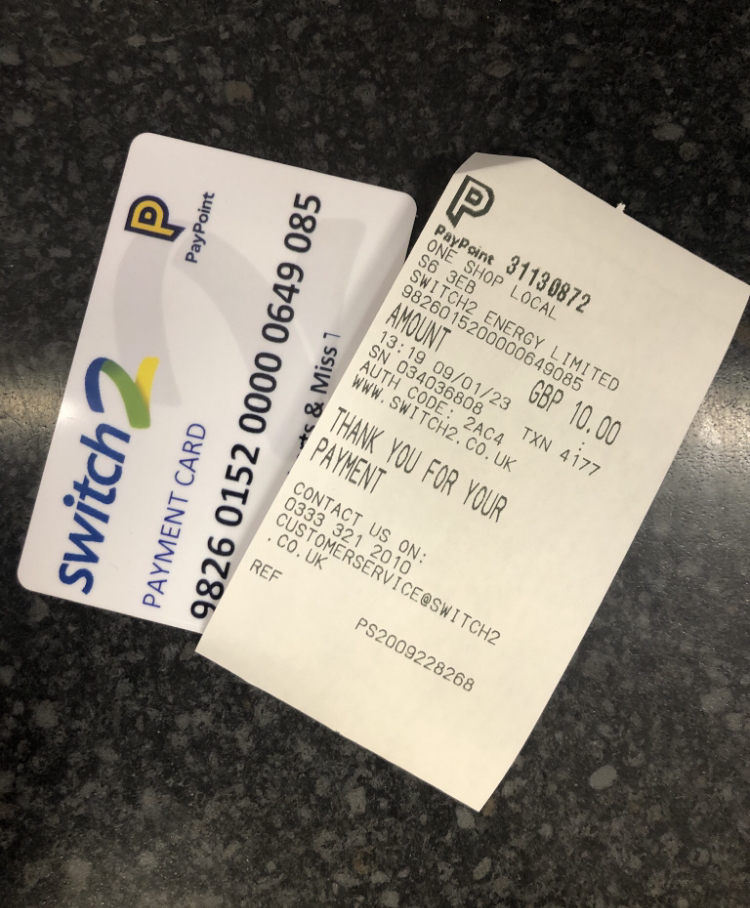 PayPoint
switch2
PAYMENT CARD
9826 0152 0000 0649 085
& Miss
PayPoint 31130872
ONE SHOP LOCAL
S6 3EB
SWITCH2 ENERGY LIMITED
9826015200000649085
AMOUNT GBP 10.00
13:19 09/01/23 :
SN 034036808 TXN 4177
AUTH CODE: 2AC4
WWW.SWITCH2.CO.UK
THANK YOU FOR YOUR
PAYMENT
CONTACT US ON:
0333 321 2010
CUSTOMERSERVICE@SWITCH2
.CO.UK
REF
PS2009228268